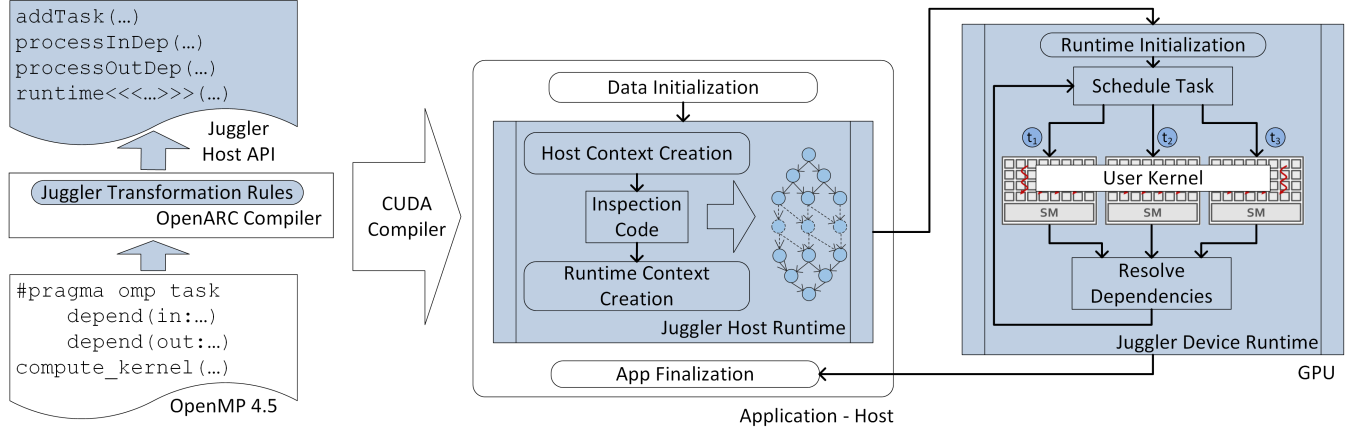 addTask(…)
processInDep(…)
processOutDep(…)
runtime<<<…>>>(…)
Juggler
Host API
Juggler Transformation Rules
OpenARC Compiler
#pragma omp task
depend(in:…)
depend(out:…)
compute_kernel(…)
OpenMP 4.5
CUDA
Compiler
Data Initialization
Host Context Creation
Inspection
Code
Runtime Context
Creation
Juggler Host Runtime
App Finalization
Application - Host
Runtime Initialization
Schedule Task
t1
t2
t3
User Kernel
SM
SM
SM
Resolve
Dependencies
Juggler Device Runtime
GPU